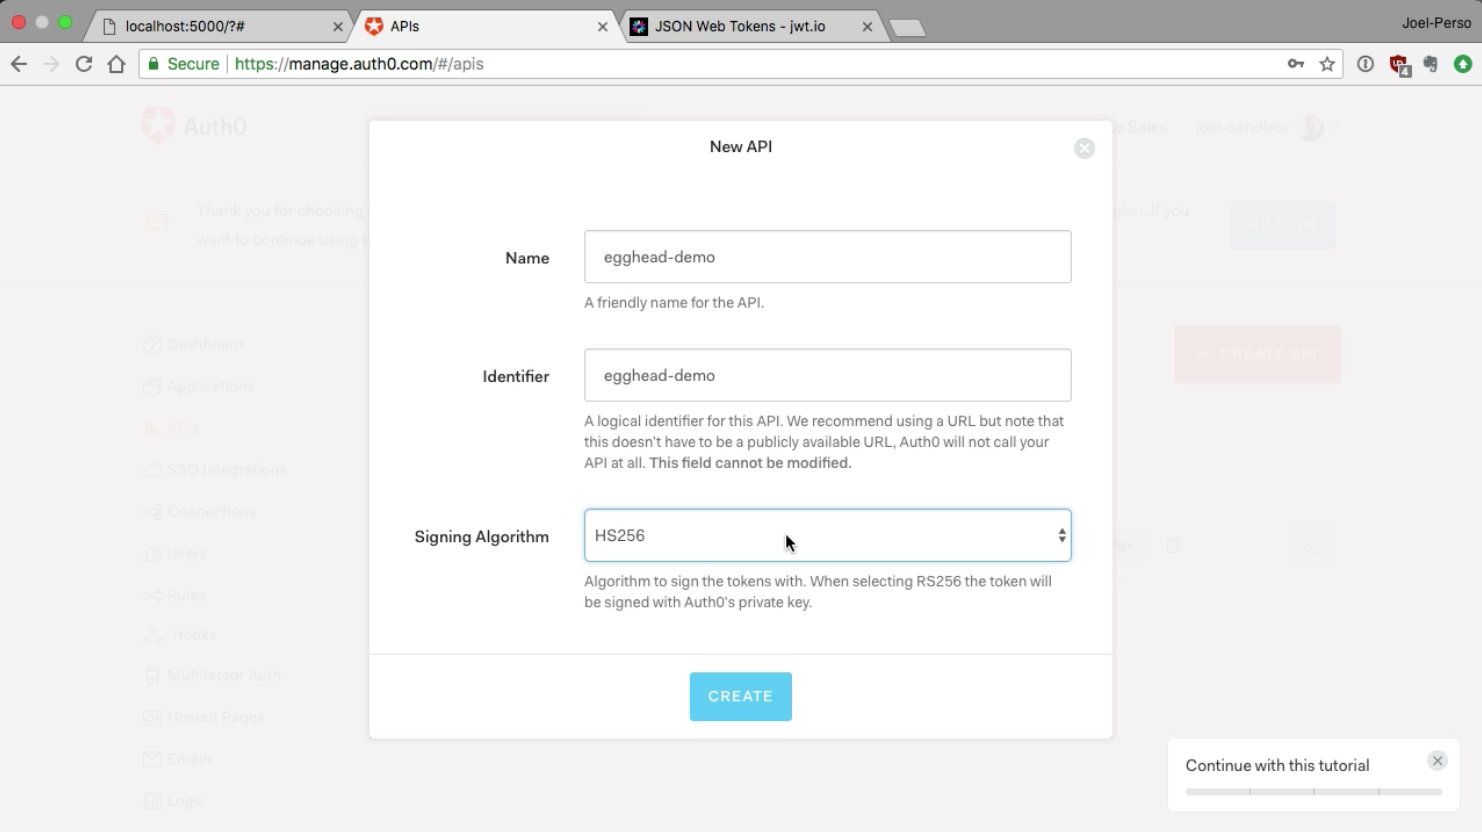 localhost:5000/?#
APIs
JSON Web Tokens - jwt.io
Joel-Perso
Secure
https://manage.auth0.com/#/apis
4
Auth0
to Sales
joel-sandbox
New API
Thank you for choosing
plan. If you
want to continue using
BILLING
Name
egghead-demo
A friendly name for the API.
Dashboard
+ CREATE API
Identifier
egghead-demo
Applications
A logical identifier for this API. We recommend using a URL but note that
this doesn't have to be a publicly available URL, Auth0 will not call your
API at all. This field cannot be modified.
APIs
SSO Integrations
Connections
Signing Algorithm
HS256
Users
Algorithm to sign the tokens with. When selecting RS256 the token will
be signed with Auth0's private key.
Rules
Hooks
Multifactor Auth
CREATE
Hosted Pages
Emails
Continue with this tutorial
Logs